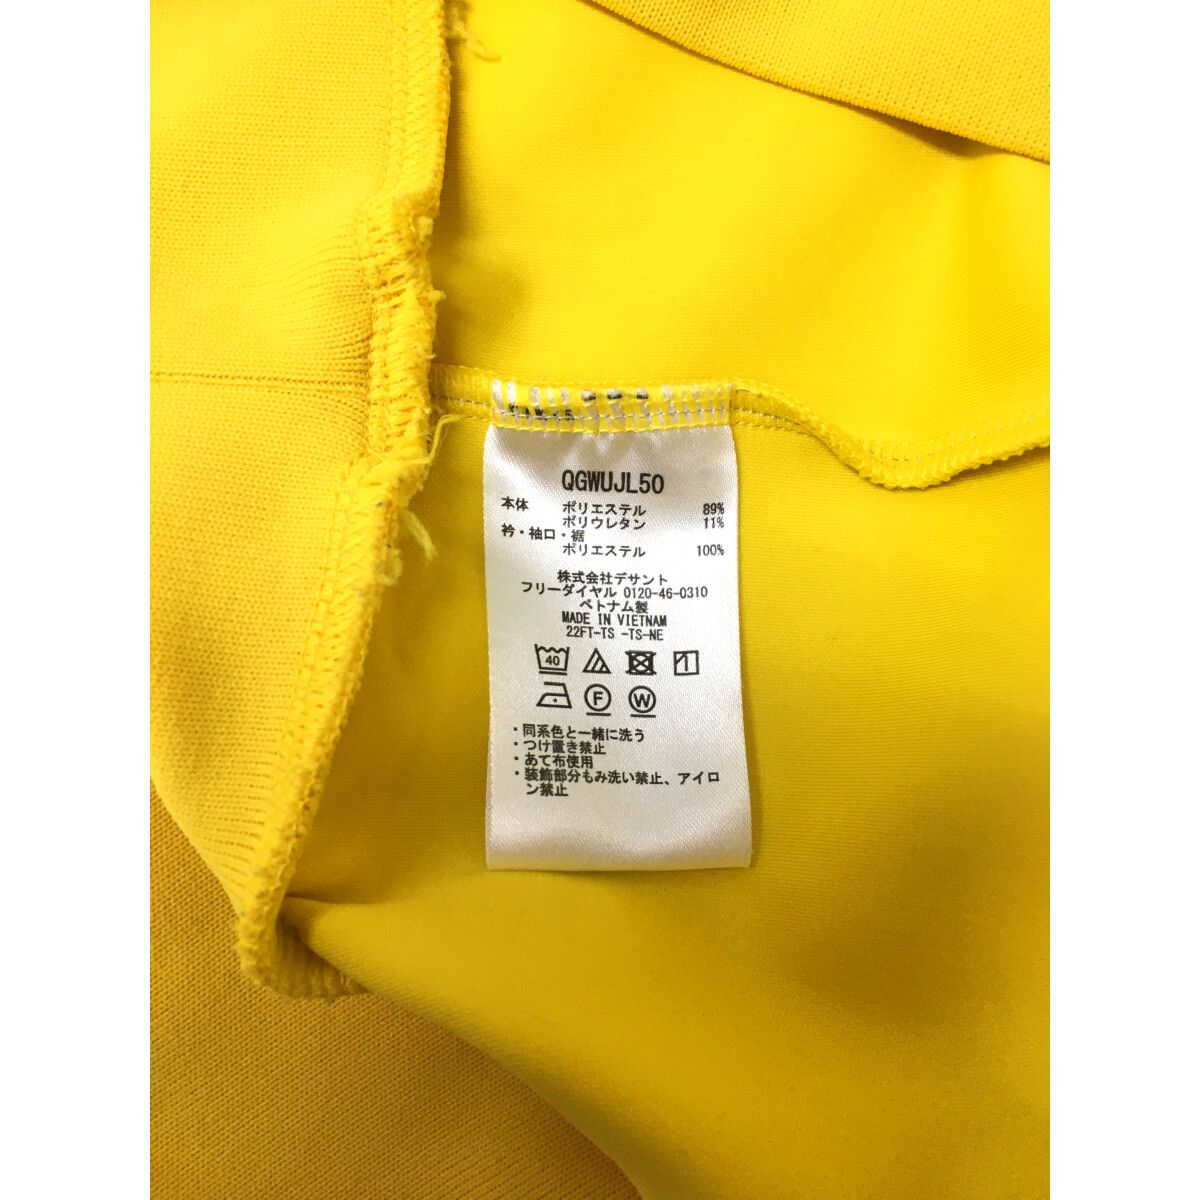 QGWUJL50
本体 ポリエステル 89%
ポリウレタン 11%
衿・袖口・裾
ポリエステル 100%
株式会社デサント
フリーダイヤル 0120-46-0310
ベトナム製
MADE IN VIETNAM
22FT-TS -TS-NE
40
F W
・同系色と一緒に洗う
・つけ置き禁止
・あて布使用
・装飾部分もみ洗い禁止、アイロ
ン禁止